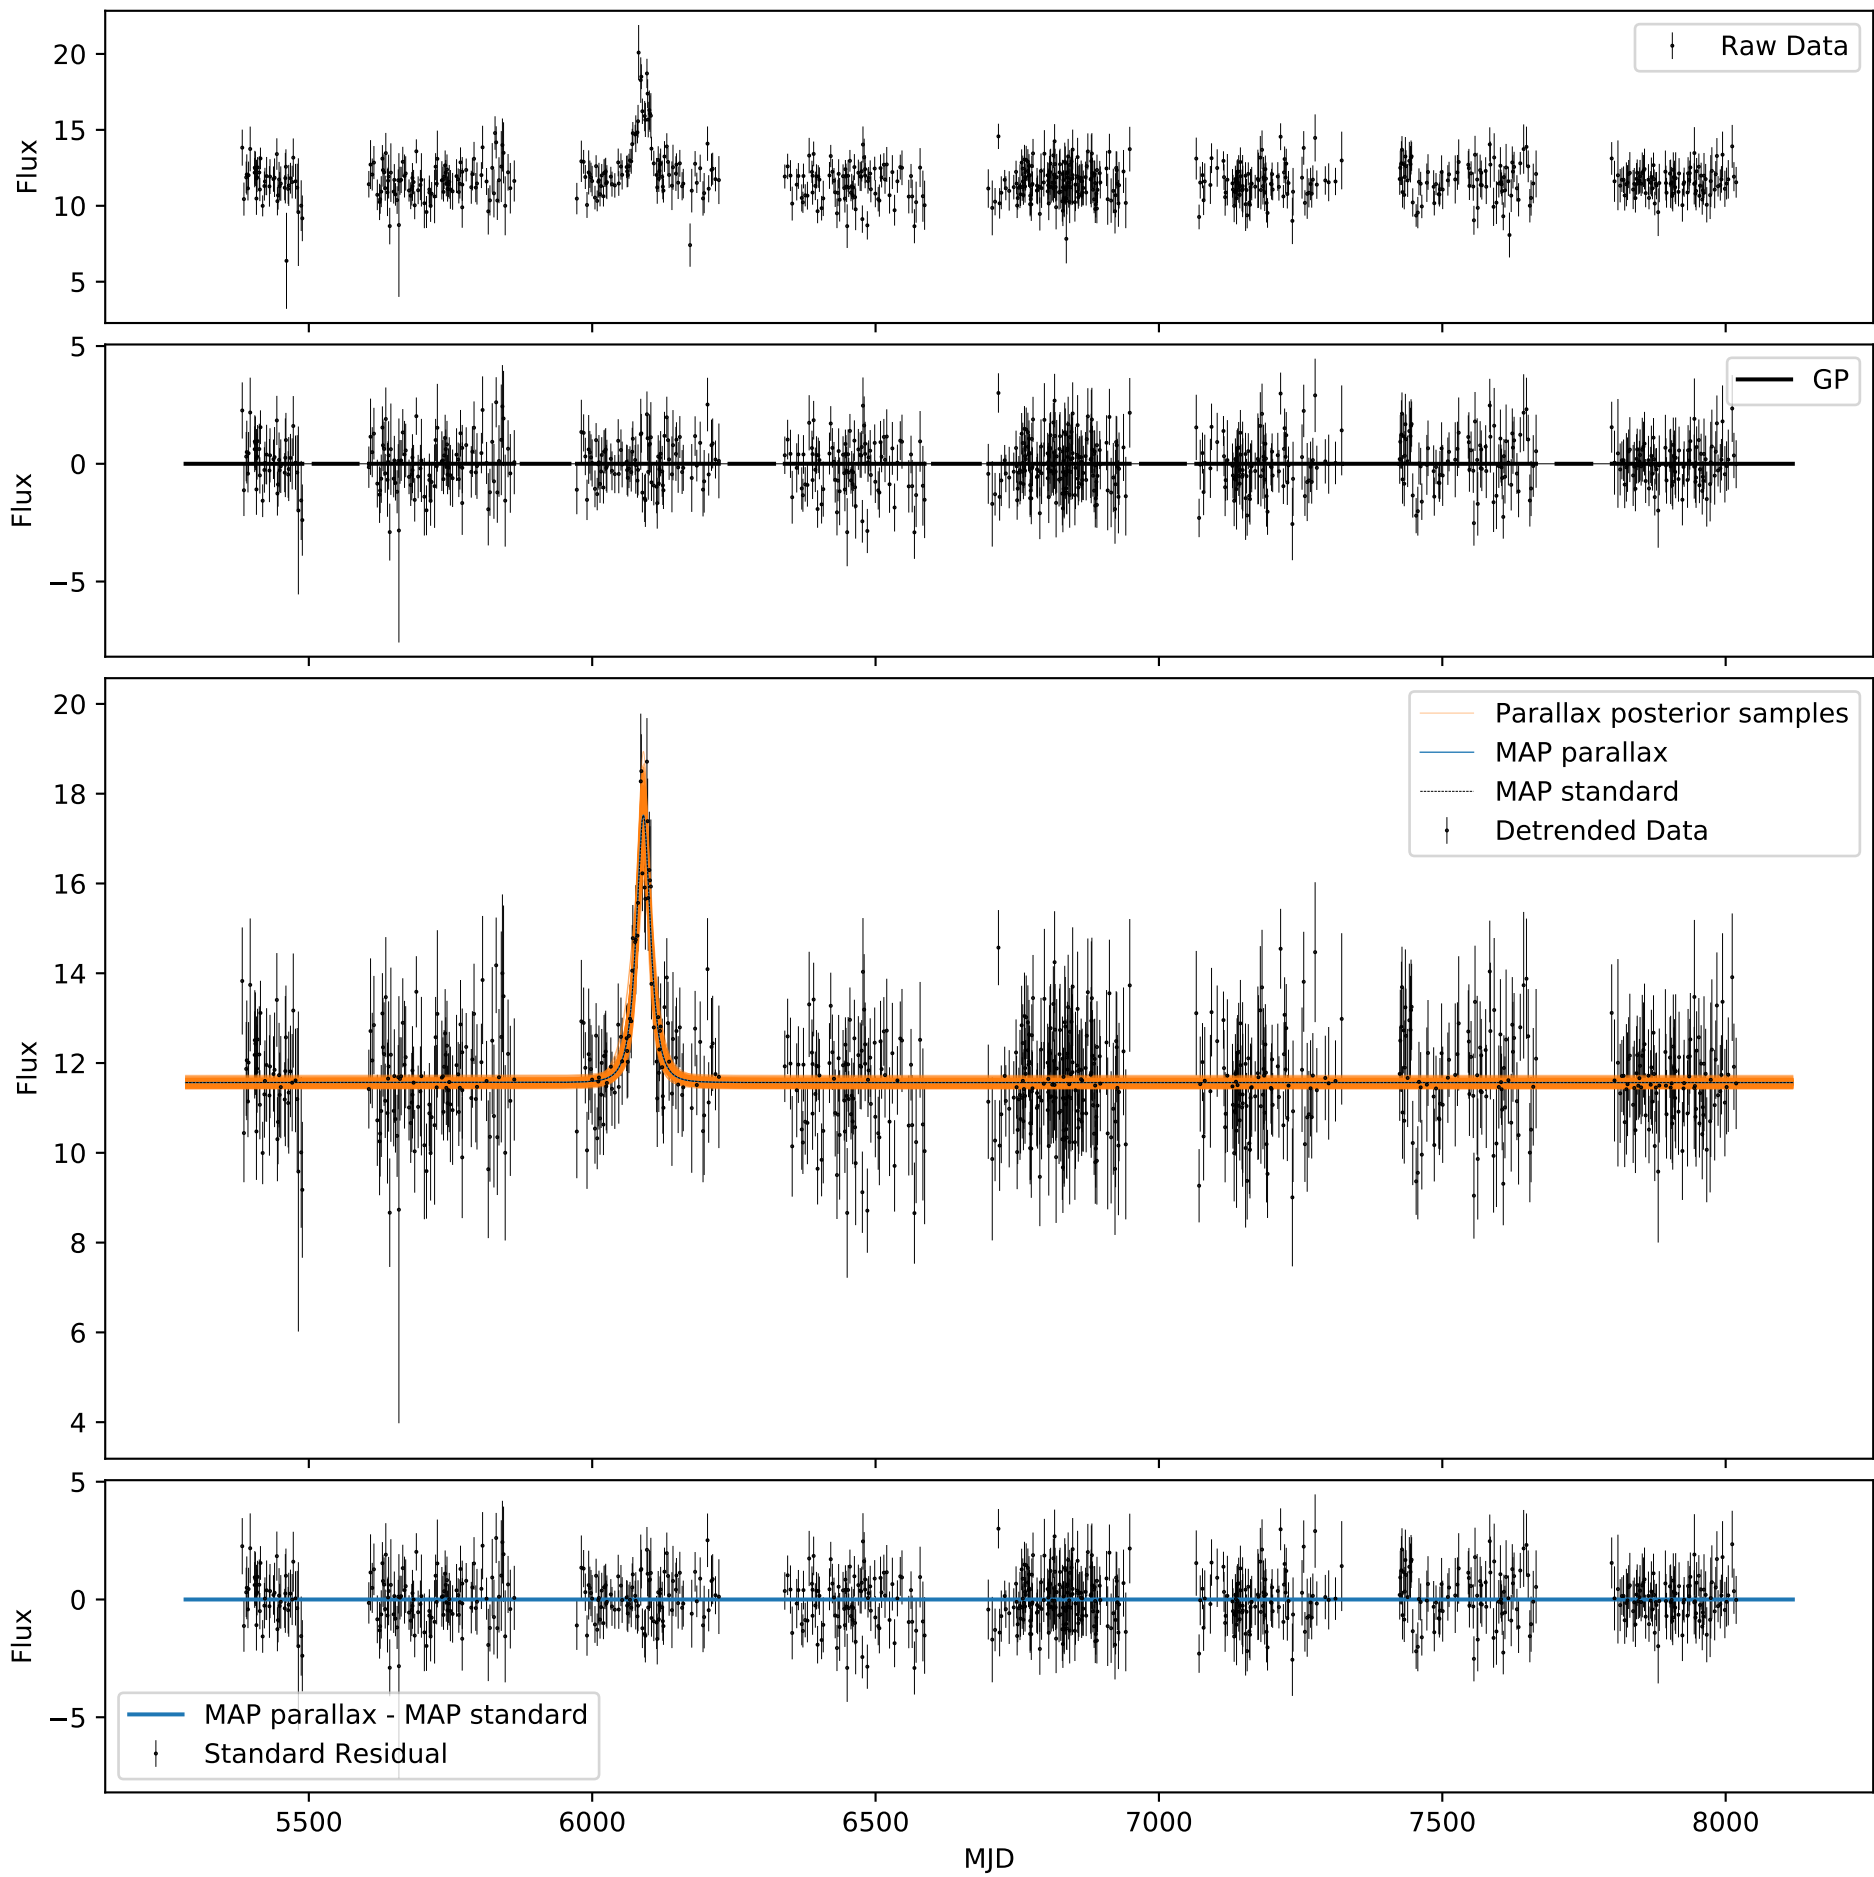 20
15
10
5
Flux
Raw Data
5
0
−5
Flux
GP
20
18
16
14
12
10
8
6
4
Flux
Parallax posterior samples
MAP parallax
MAP standard
Detrended Data
5
0
−5
Flux
MAP parallax - MAP standard
Standard Residual
5500 6000 6500 7000 7500 8000
MJD